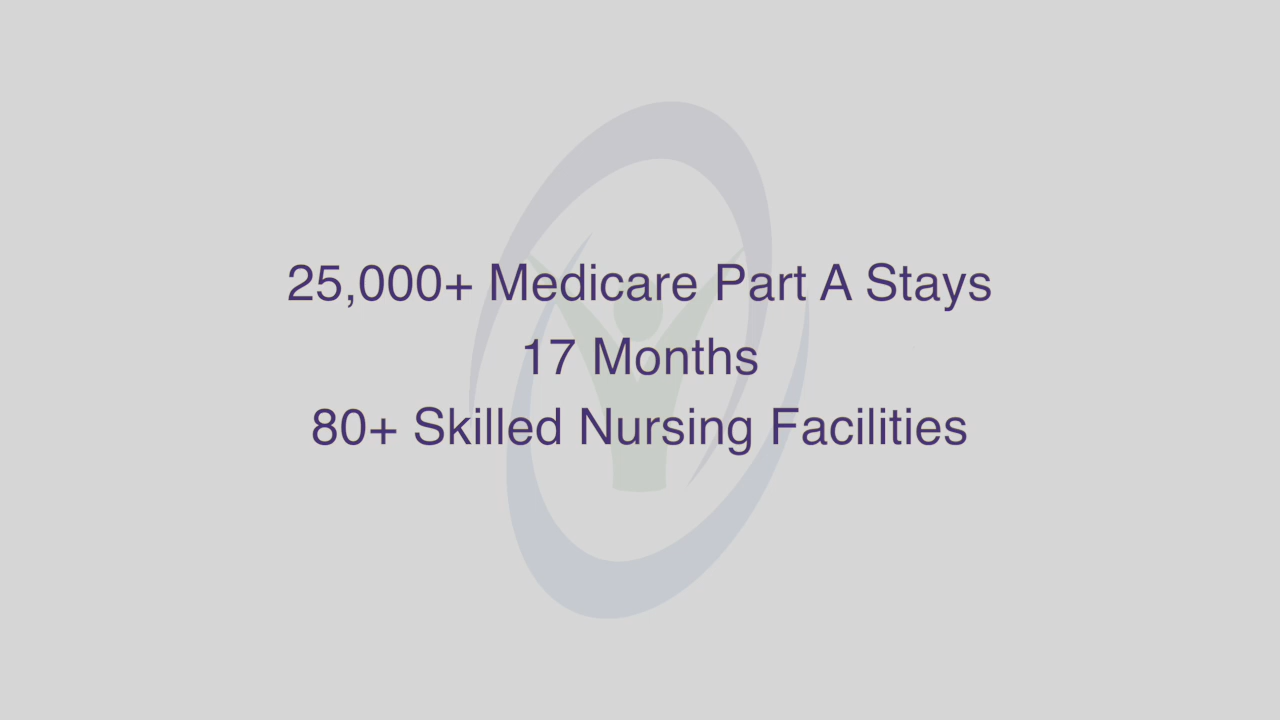 25,000+ Medicare Part A Stays
17 Months
80+ Skilled Nursing Facilities